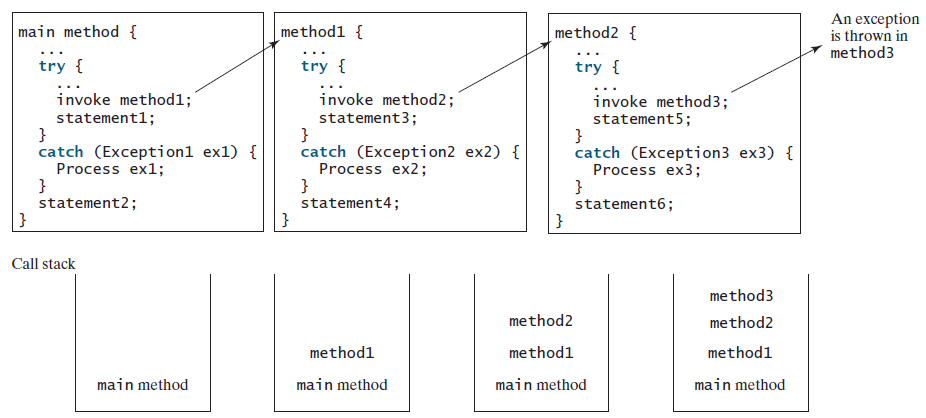 main method {
...
try {
...
invoke method1;
statement1;
}
catch (Exception1 ex1) {
Process ex1;
}
statement2;
}
method1 {
...
try {
...
invoke method2;
statement3;
}
catch (Exception2 ex2) {
Process ex2;
}
statement4;
}
method2 {
...
try {
...
invoke method3;
statement5;
}
catch (Exception3 ex3) {
Process ex3;
}
statement6;
}
An exception
is thrown in
method3
Call stack
main method
method1
main method
method2
method1
main method
method3
method2
method1
main method